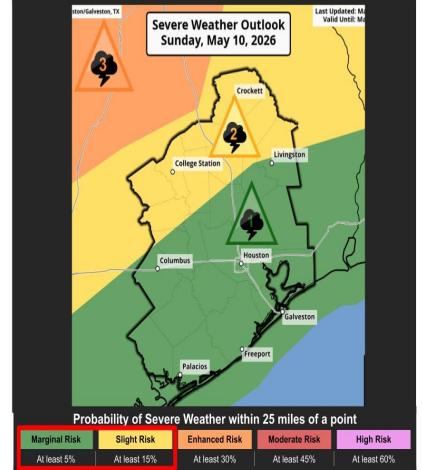 ston/Galveston, TX
Severe Weather Outlook
Sunday, May 10, 2026
Last Updated: Ma
Valid Until: Ma
3
Crockett
2
College Station
Livingston
1
Columbus
Houston
Galveston
Freeport
Palacios
Probability of Severe Weather within 25 miles of a point
Marginal Risk Slight Risk Enhanced Risk Moderate Risk High Risk
At least 5% At least 15% At least 30% At least 45% At least 60%